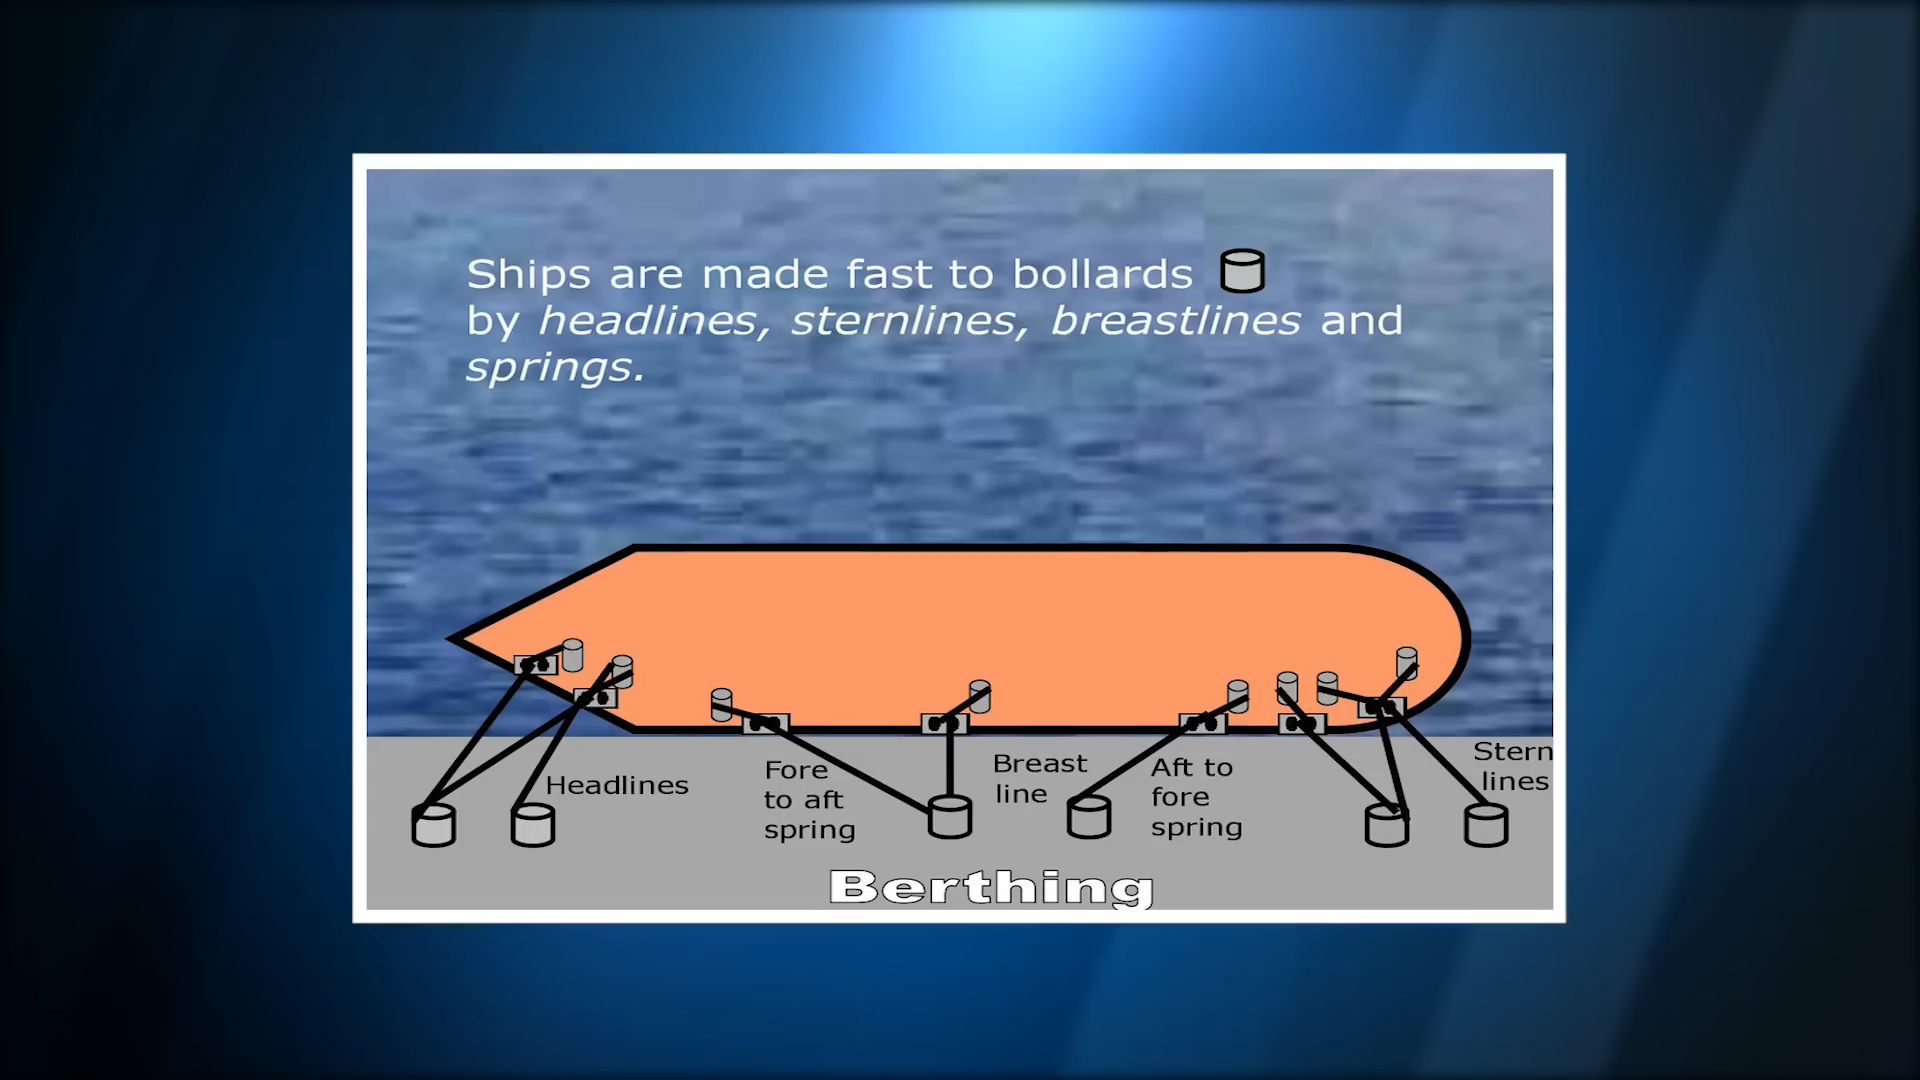 Ships are made fast to bollards
by headlines, sternlines, breastlines and
springs.
Headlines
Fore
to aft
spring
Breast
line
Aft to
fore
spring
Stern
lines
Berthing